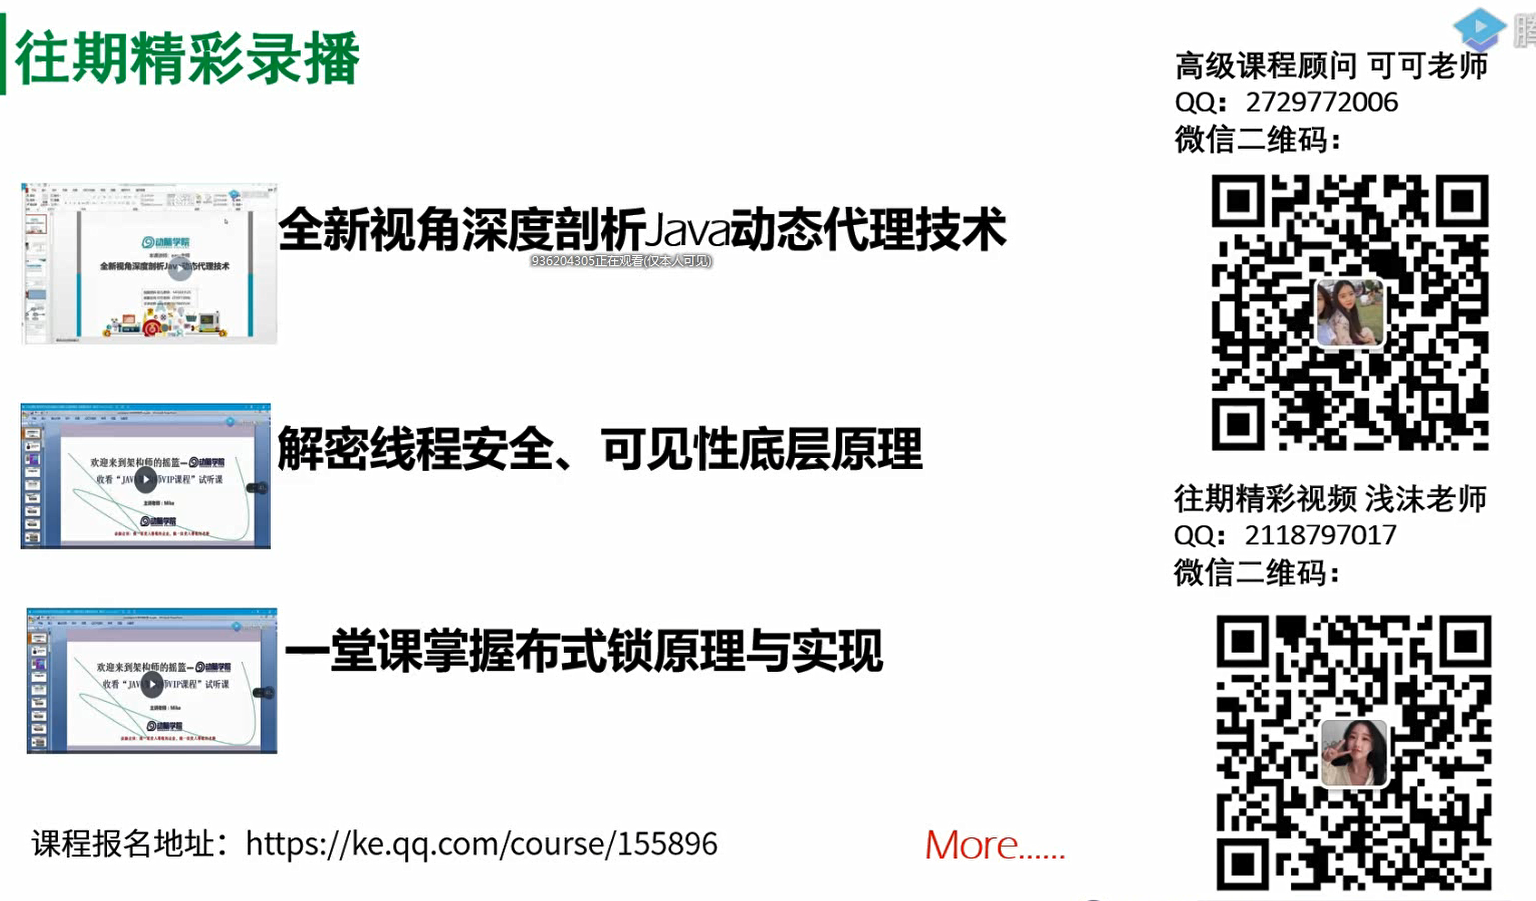 往期精彩录播
全新视角深度剖析Java动态代理技术
936204305正在观看(仅本人可见)
动脑学院
全新视角深度剖析Java动态代理技术
解密线程安全、可见性底层原理
欢迎来到架构师的摇篮—动脑学院
收看“JAVA
VIP课程”试听课
主讲老师：Mike
动脑学院
一堂课掌握布式锁原理与实现
欢迎来到架构师的摇篮—动脑学院
收看“JAVA
VIP课程”试听课
主讲老师：Mike
动脑学院
课程报名地址：https://ke.qq.com/course/155896
More......
高级课程顾问 可可老师
QQ：2729772006
微信二维码：
往期精彩视频 浅沫老师
QQ：2118797017
微信二维码：